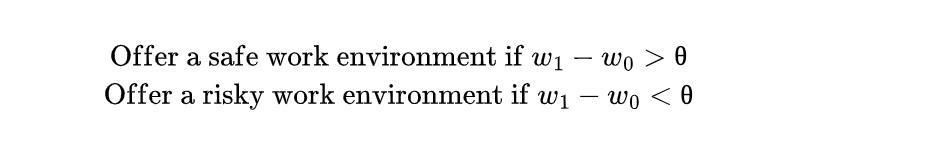 Offer a safe work environment if w₁ − w₀ > θ
Offer a risky work environment if w₁ − w₀ < θ